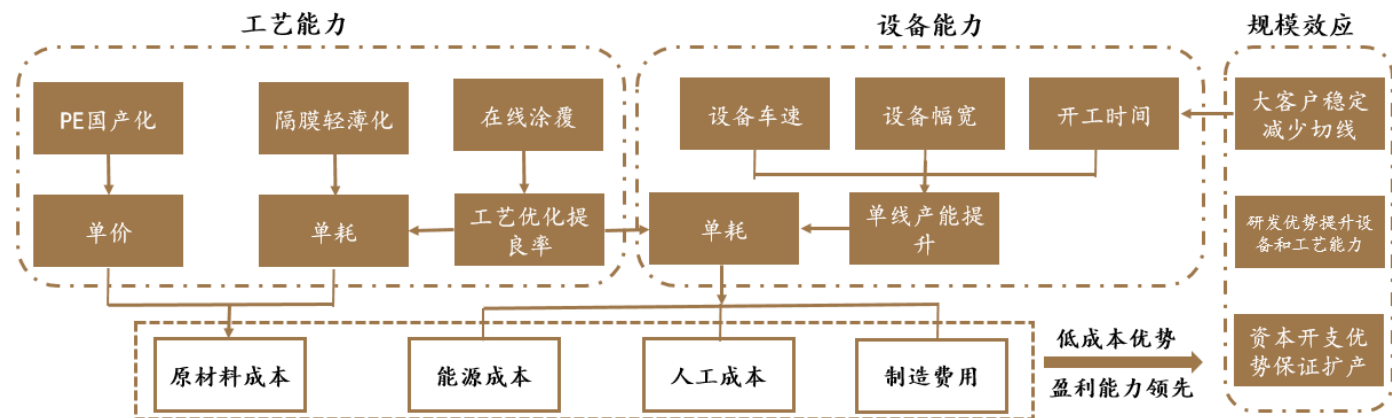 工艺能力
设备能力
规模效应
PE国产化
隔膜轻薄化
在线涂覆
设备车速
设备幅宽
开工时间
大客户稳定
减少切线
单价
单耗
工艺优化提
良率
单耗
单线产能提
升
研发优势提升设
备和工艺能力
原材料成本
能源成本
人工成本
制造费用
低成本优势
盈利能力领先
资本开支优
势保证扩产